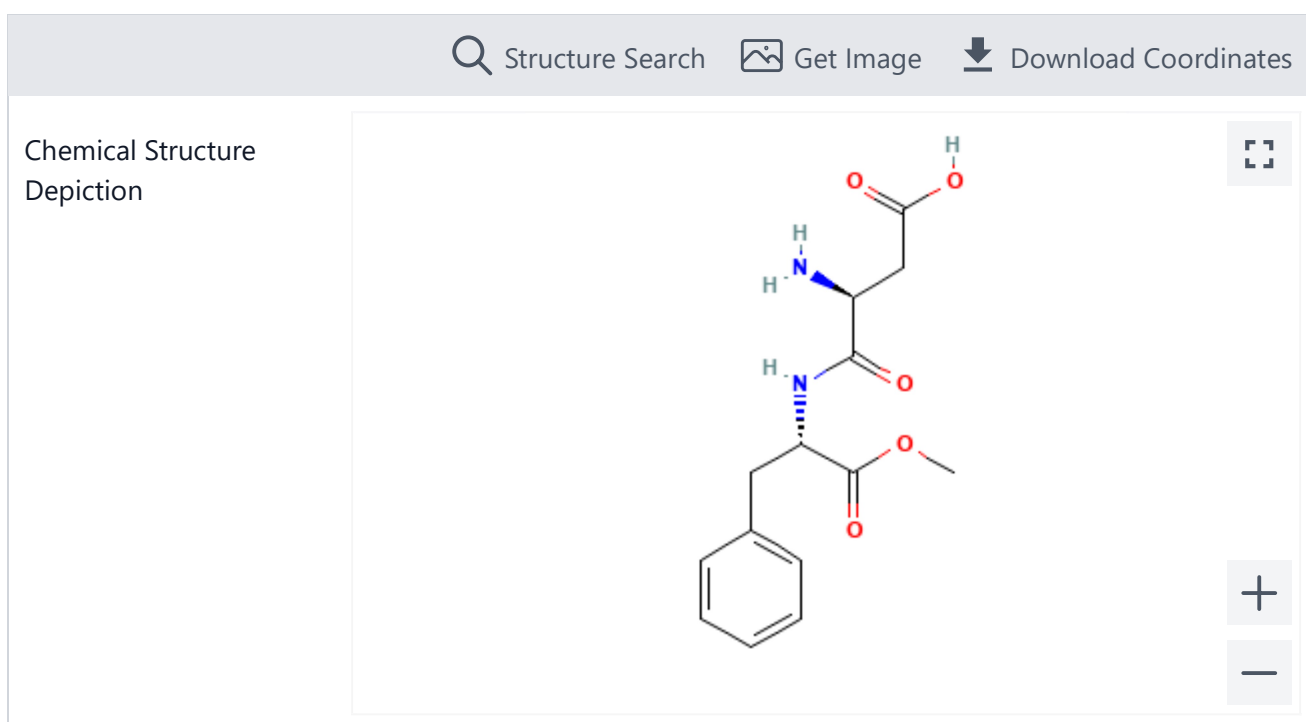 Structure Search Get Image Download Coordinates
Chemical Structure
Depiction
H
O O
H
N
H
H
N O
O
O